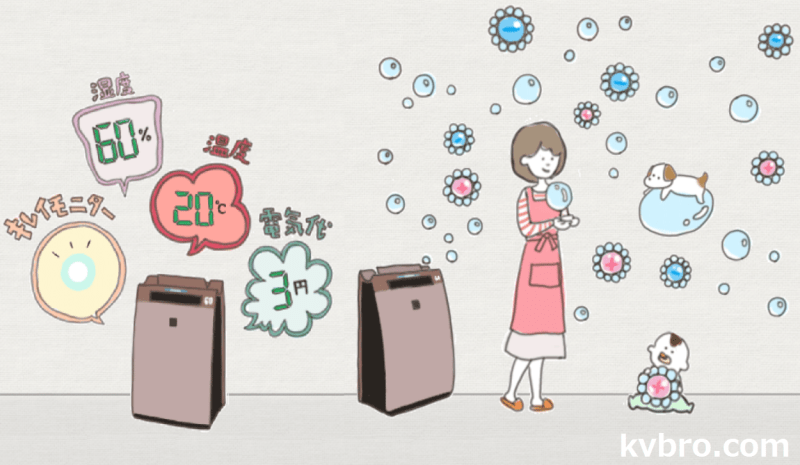 湿度
60%
温度
20℃
キレイモニター
電気代
3円
kvbro.com